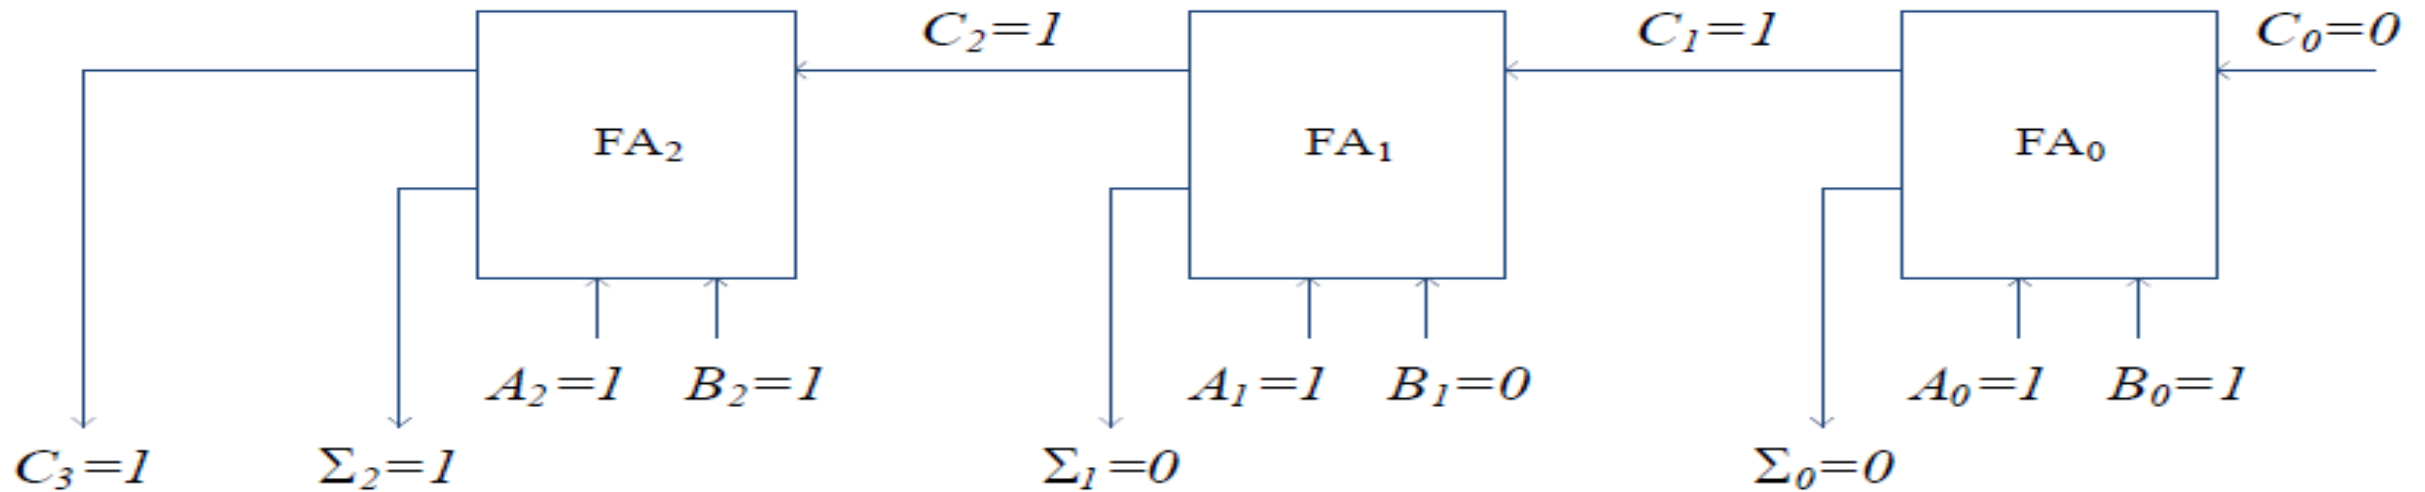 C₂=1 C₁=1 C₀=0
FA₂ FA₁ FA₀
A₂=1 B₂=1 A₁=1 B₁=0 A₀=1 B₀=1
C₃=1 Σ₂=1 Σ₁=0 Σ₀=0